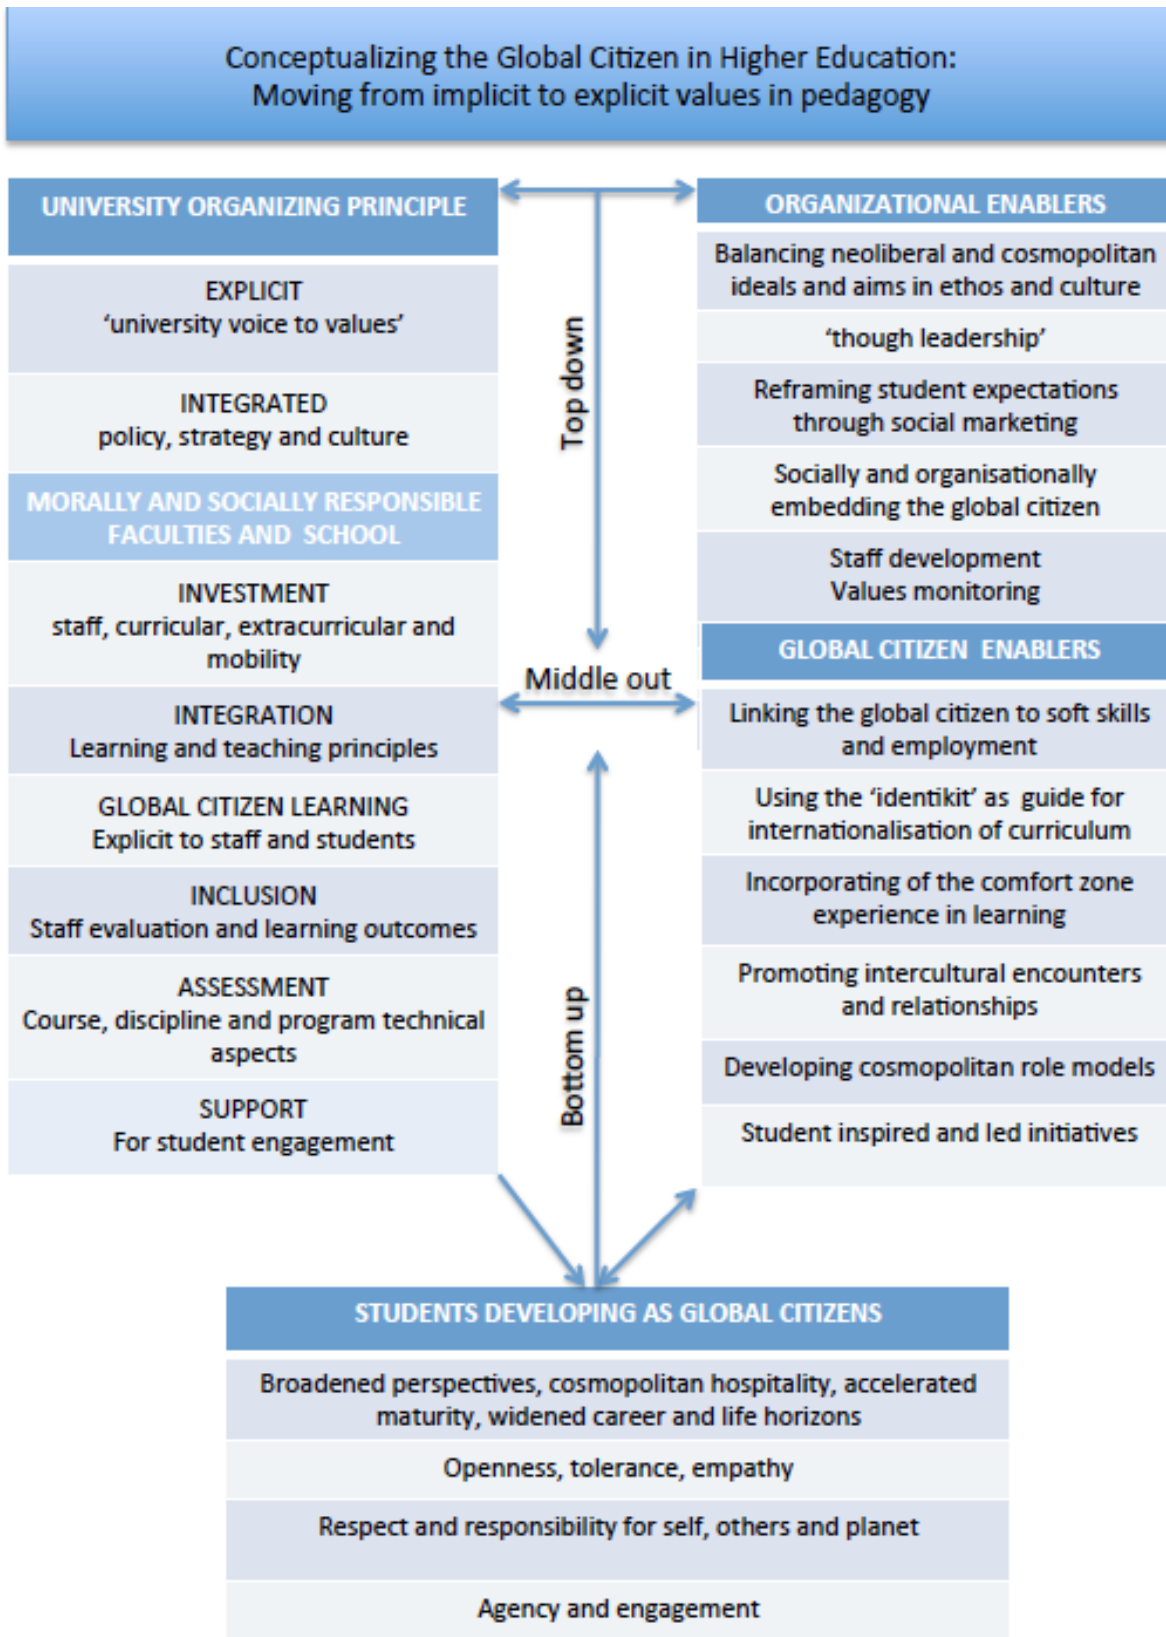 Conceptualizing the Global Citizen in Higher Education:
Moving from implicit to explicit values in pedagogy
UNIVERSITY ORGANIZING PRINCIPLE
EXPLICIT
‘university voice to values’
INTEGRATED
policy, strategy and culture
MORALLY AND SOCIALLY RESPONSIBLE
FACULTIES AND SCHOOL
INVESTMENT
staff, curricular, extracurricular and
mobility
INTEGRATION
Learning and teaching principles
GLOBAL CITIZEN LEARNING
Explicit to staff and students
INCLUSION
Staff evaluation and learning outcomes
ASSESSMENT
Course, discipline and program technical
aspects
SUPPORT
For student engagement
Top down
Middle out
Bottom up
ORGANIZATIONAL ENABLERS
Balancing neoliberal and cosmopolitan
ideals and aims in ethos and culture
‘though leadership’
Reframing student expectations
through social marketing
Socially and organisationally
embedding the global citizen
Staff development
Values monitoring
GLOBAL CITIZEN ENABLERS
Linking the global citizen to soft skills
and employment
Using the ‘identikit’ as guide for
internationalisation of curriculum
Incorporating of the comfort zone
experience in learning
Promoting intercultural encounters
and relationships
Developing cosmopolitan role models
Student inspired and led initiatives
STUDENTS DEVELOPING AS GLOBAL CITIZENS
Broadened perspectives, cosmopolitan hospitality, accelerated
maturity, widened career and life horizons
Openness, tolerance, empathy
Respect and responsibility for self, others and planet
Agency and engagement